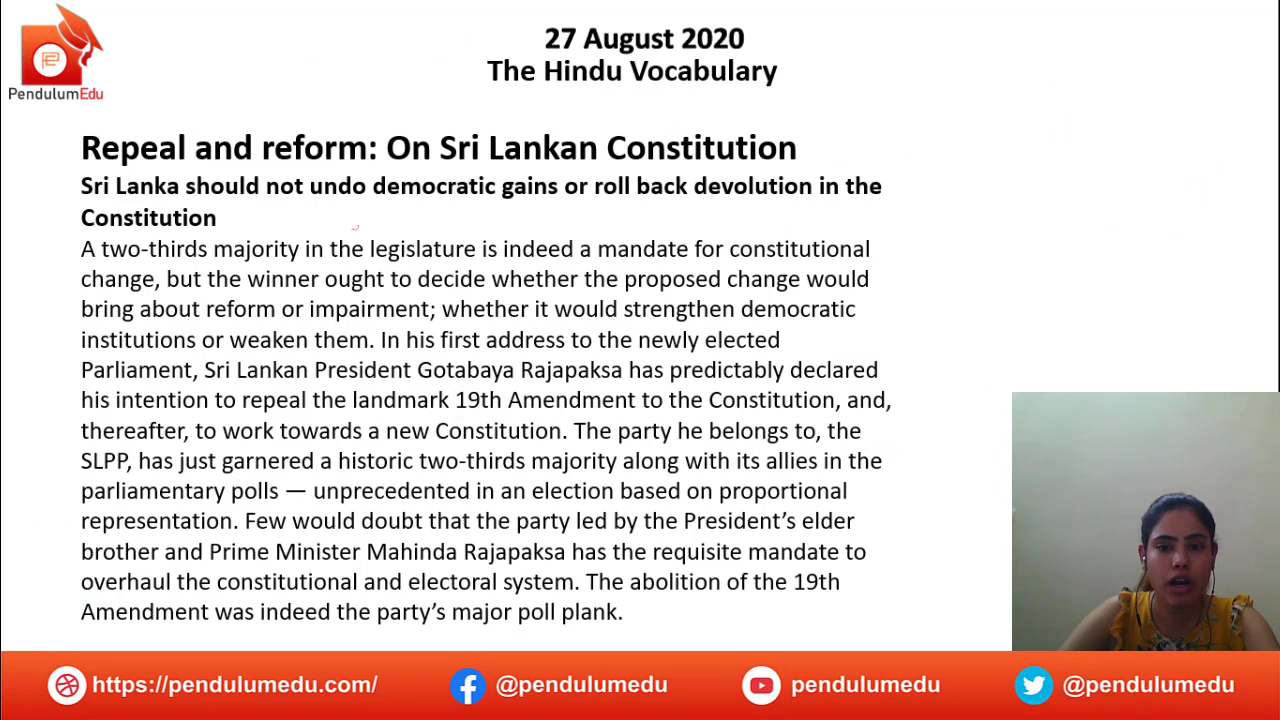 PendulumEdu
27 August 2020
The Hindu Vocabulary
Repeal and reform: On Sri Lankan Constitution
Sri Lanka should not undo democratic gains or roll back devolution in the
Constitution
A two-thirds majority in the legislature is indeed a mandate for constitutional
change, but the winner ought to decide whether the proposed change would
bring about reform or impairment; whether it would strengthen democratic
institutions or weaken them. In his first address to the newly elected
Parliament, Sri Lankan President Gotabaya Rajapaksa has predictably declared
his intention to repeal the landmark 19th Amendment to the Constitution, and,
thereafter, to work towards a new Constitution. The party he belongs to, the
SLPP, has just garnered a historic two-thirds majority along with its allies in the
parliamentary polls — unprecedented in an election based on proportional
representation. Few would doubt that the party led by the President’s elder
brother and Prime Minister Mahinda Rajapaksa has the requisite mandate to
overhaul the constitutional and electoral system. The abolition of the 19th
Amendment was indeed the party’s major poll plank.
https://pendulumedu.com/
@pendulumedu
pendulumedu
@pendulumedu